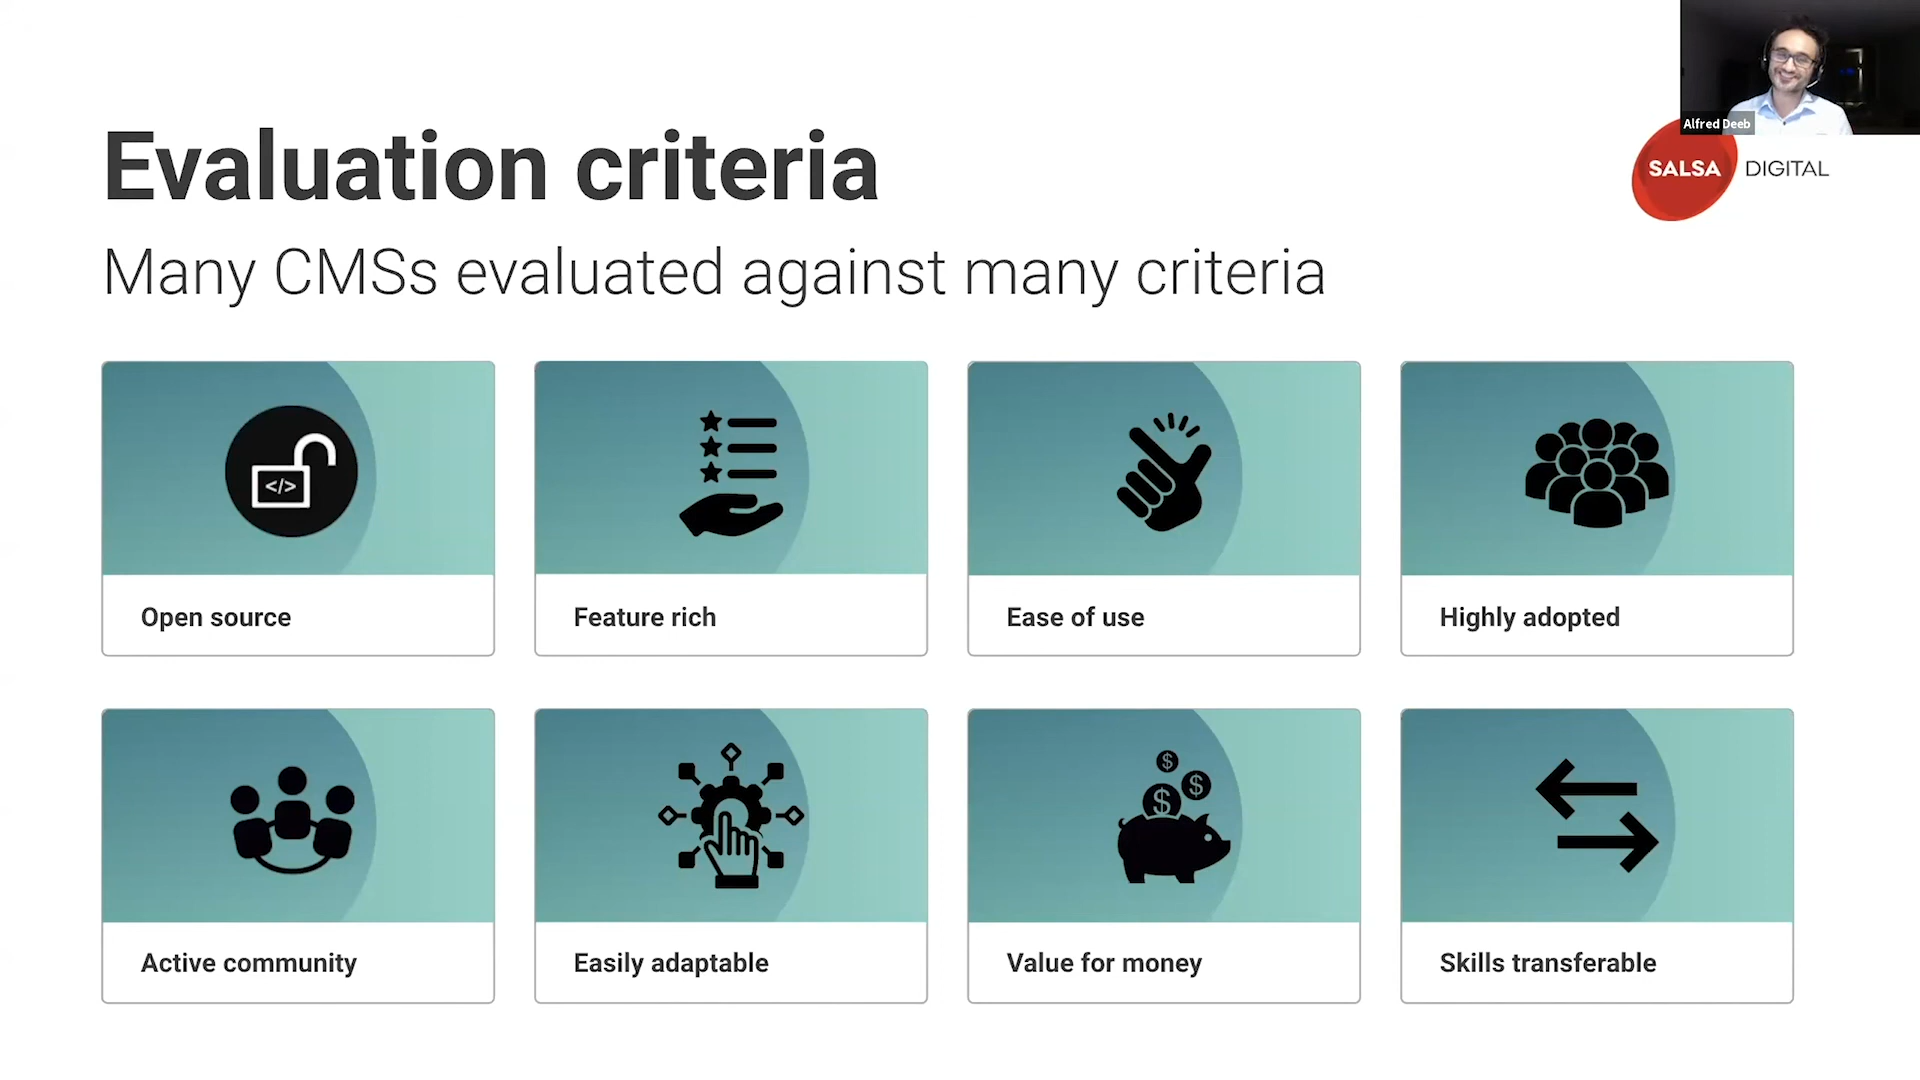 Alfred Deeb
SALSA DIGITAL
Evaluation criteria
Many CMSs evaluated against many criteria
</>
Open source
Feature rich
Ease of use
Highly adopted
$
$
$
Active community
Easily adaptable
Value for money
Skills transferable